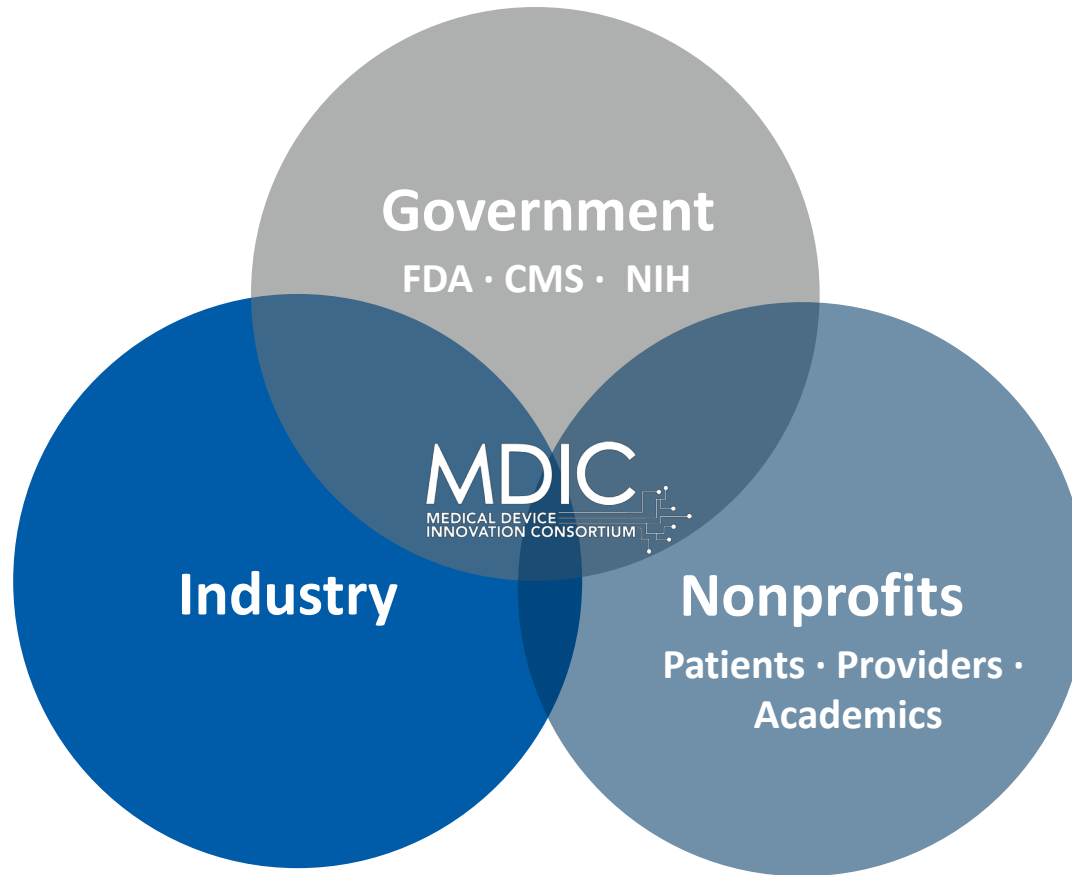 Government
FDA · CMS · NIH
MDIC
MEDICAL DEVICE
INNOVATION CONSORTIUM
Industry
Nonprofits
Patients · Providers ·
Academics